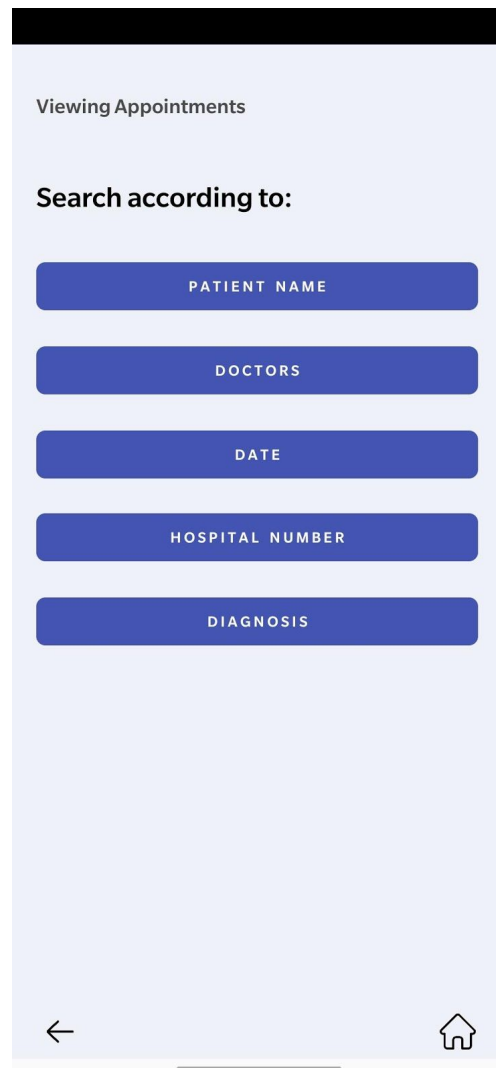 Viewing Appointments
Search according to:
PATIENT NAME
DOCTORS
DATE
HOSPITAL NUMBER
DIAGNOSIS